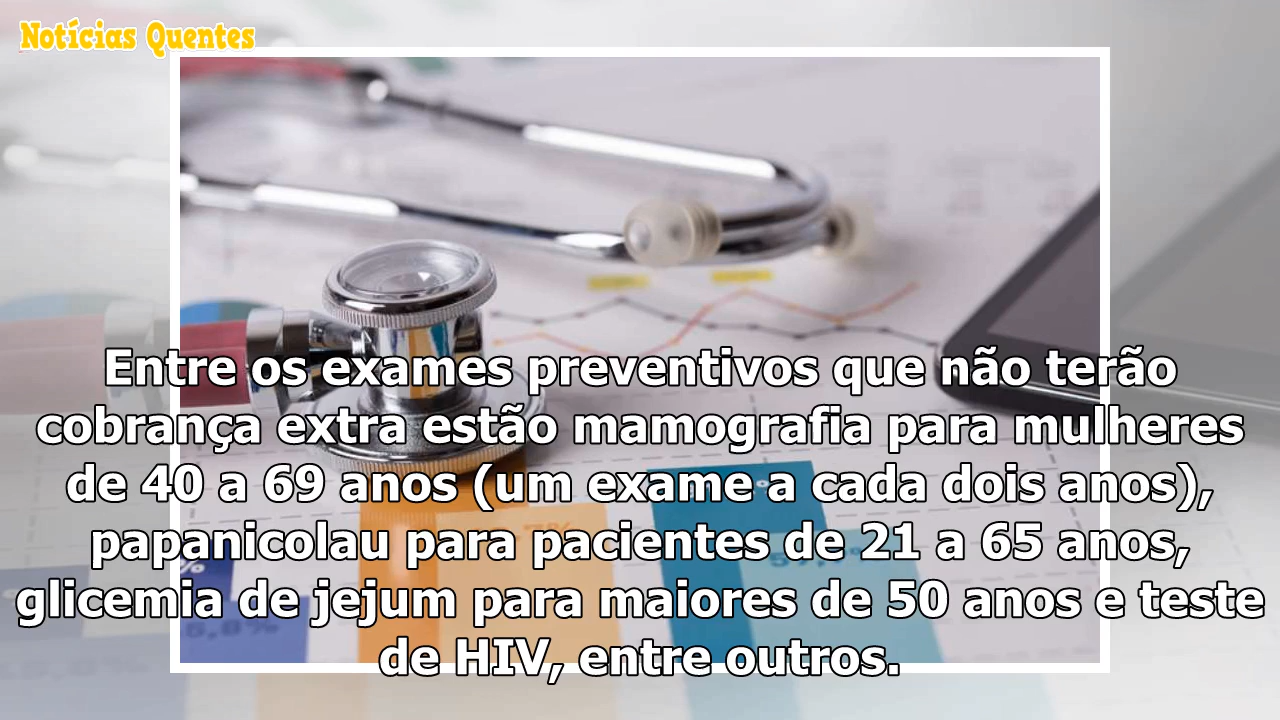 Notícias Quentes
Entre os exames preventivos que não terão
cobrança extra estão mamografia para mulheres
de 40 a 69 anos (um exame a cada dois anos),
papanicolau para pacientes de 21 a 65 anos,
glicemia de jejum para maiores de 50 anos e teste
de HIV, entre outros.